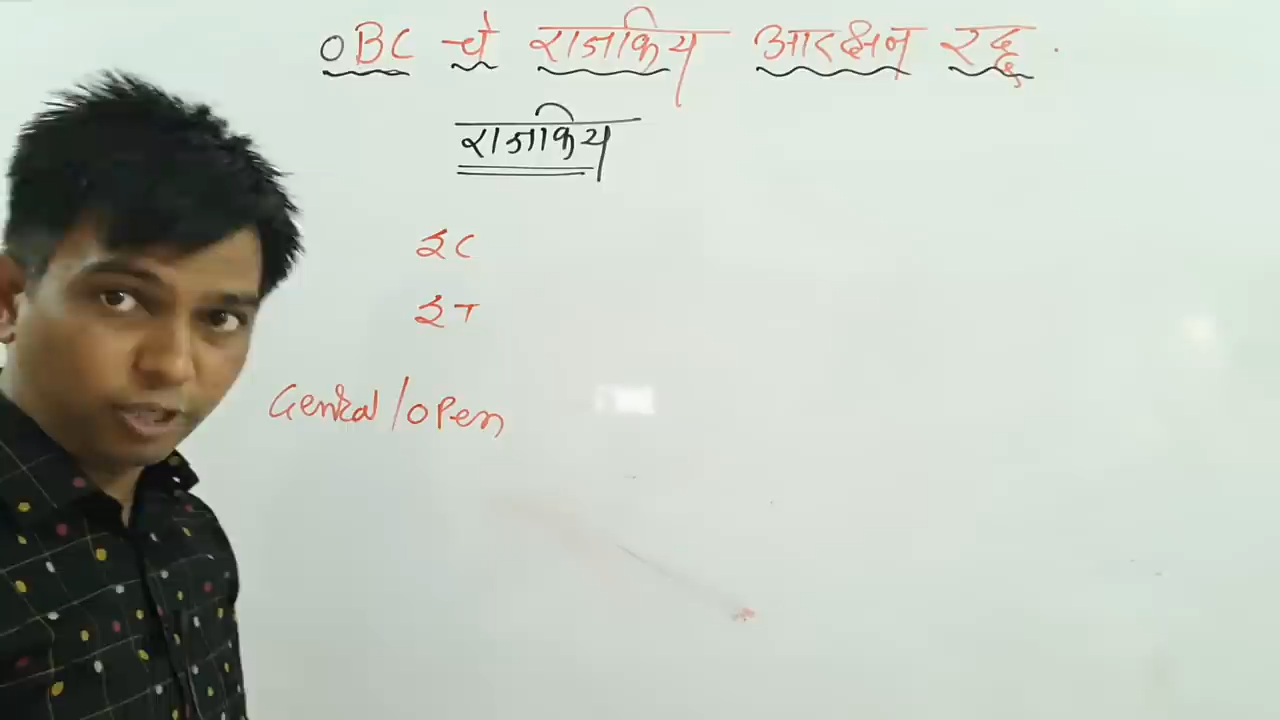 OBC चे राजकिय आरक्षन रद्द.
राजकिय
SC
ST
General/open